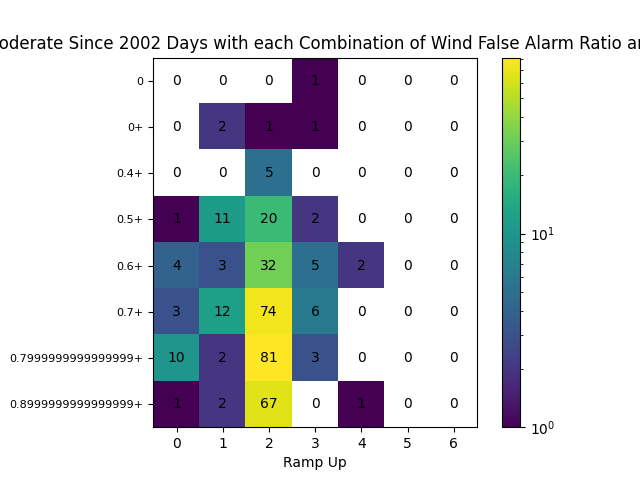 oderate Since 2002 Days with each Combination of Wind False Alarm Ratio a
0 0 0 0 1 0 0 0
0+ 0 2 1 1 0 0 0
0.4+ 0 0 5 0 0 0 0
0.5+ 1 11 20 2 0 0 0
0.6+ 4 3 32 5 2 0 0
0.7+ 3 12 74 6 0 0 0
0.7999999999999999+ 10 2 81 3 0 0 0
0.8999999999999999+ 1 2 67 0 1 0 0
0 1 2 3 4 5 6
Ramp Up
10¹
10⁰